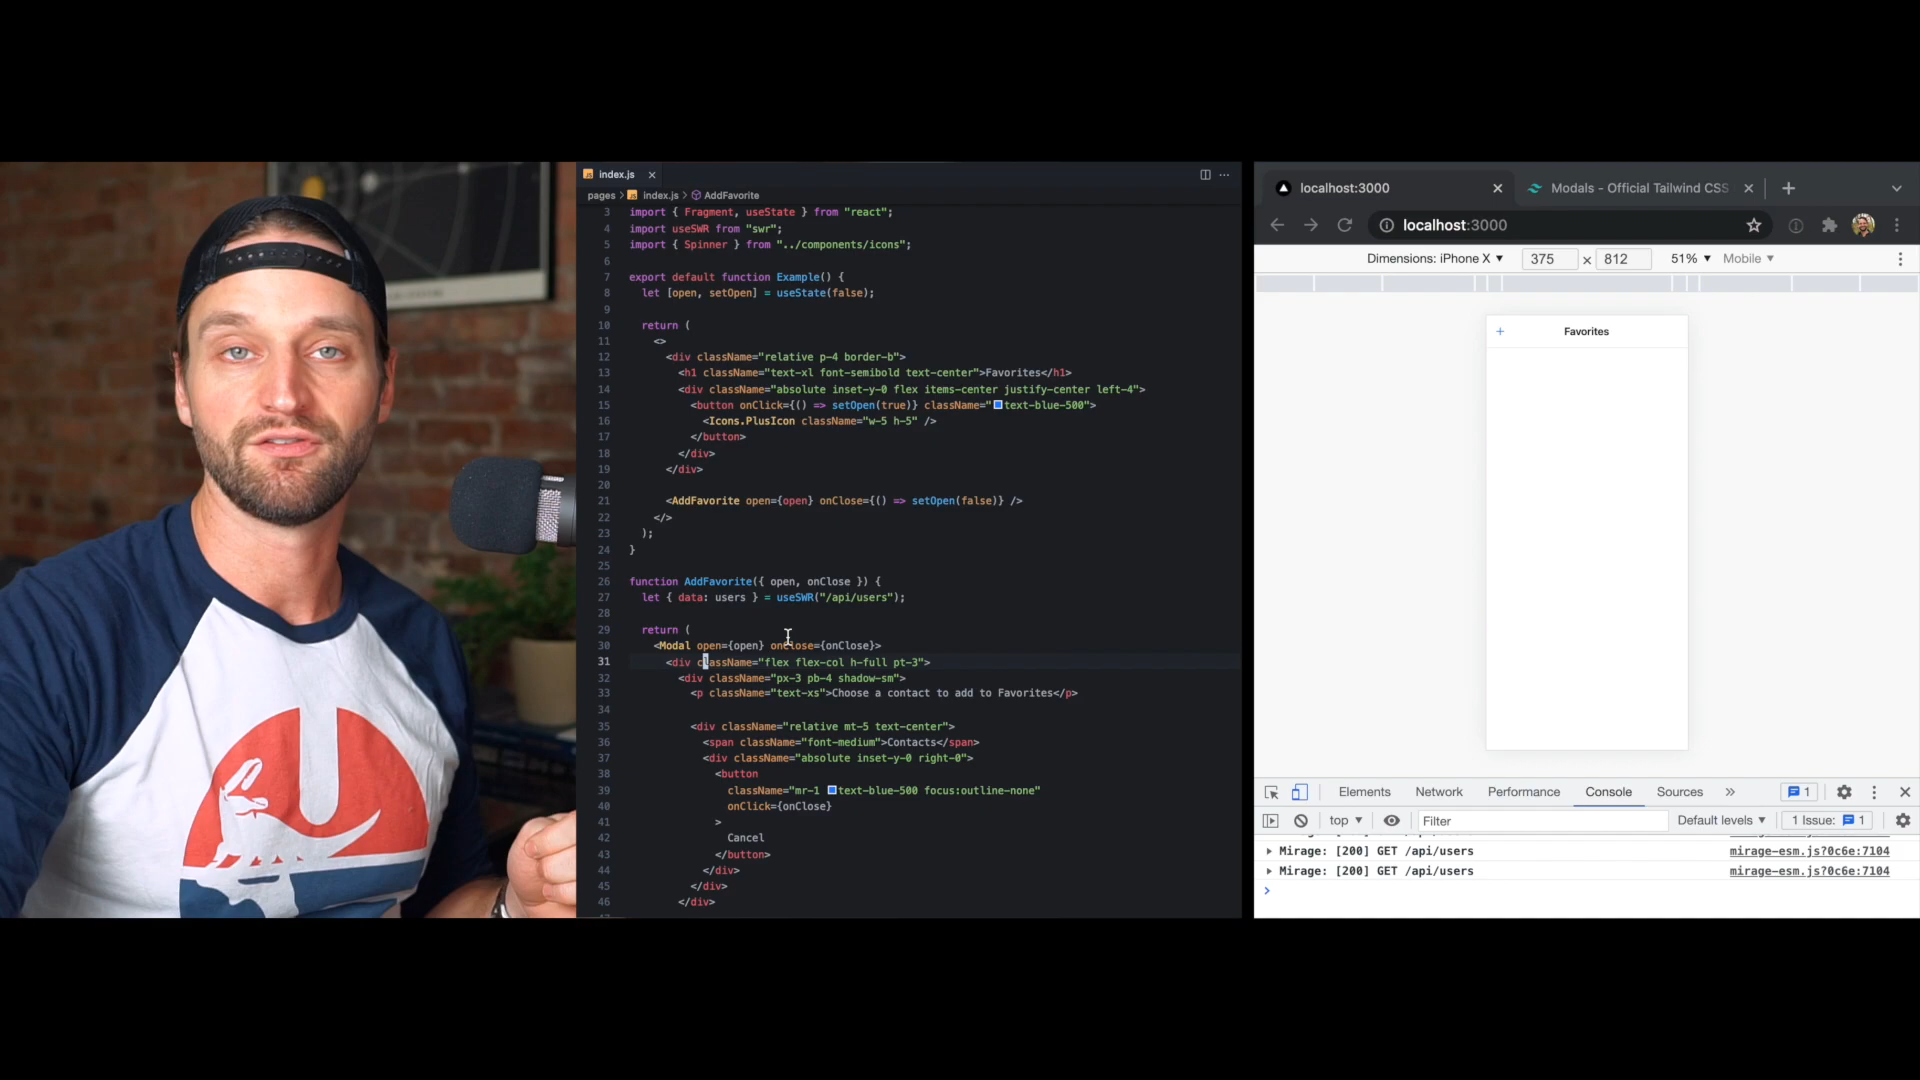 index.js
pages > index.js > AddFavorite
3 import { Fragment, useState } from "react";
4 import useSWR from "swr";
5 import { Spinner } from "../components/icons";
6
7 export default function Example() {
8 let [open, setOpen] = useState(false);
9
10 return (
11 <>
12 <div className="relative p-4 border-b">
13 <h1 className="text-xl font-semibold text-center">Favorites</h1>
14 <div className="absolute inset-y-0 flex items-center justify-center left-4">
15 <button onClick={() => setOpen(true)} className="text-blue-500">
16 <Icons.PlusIcon className="w-5 h-5" />
17 </button>
18 </div>
19 </div>
20
21 <AddFavorite open={open} onClose={() => setOpen(false)} />
22 </>
23 );
24 }
25
26 function AddFavorite({ open, onClose }) {
27 let { data: users } = useSWR("/api/users");
28
29 return (
30 <Modal open={open} onClose={onClose}>
31 <div className="flex flex-col h-full pt-3">
32 <div className="px-3 pb-4 shadow-sm">
33 <p className="text-xs">Choose a contact to add to Favorites</p>
34
35 <div className="relative mt-5 text-center">
36 <span className="font-medium">Contacts</span>
37 <div className="absolute inset-y-0 right-0">
38 <button
39 className="mr-1 text-blue-500 focus:outline-none"
40 onClick={onClose}
41 >
42 Cancel
43 </button>
44 </div>
45 </div>
46 </div>
localhost:3000
Modals - Official Tailwind CSS
localhost:3000
Dimensions: iPhone X 375 × 812 51% Mobile
+ Favorites
Elements Network Performance Console Sources » 1
top Filter Default levels 1 Issue: 1
Mirage: [200] GET /api/users mirage-esm.js?0c6e:7104
Mirage: [200] GET /api/users mirage-esm.js?0c6e:7104
>